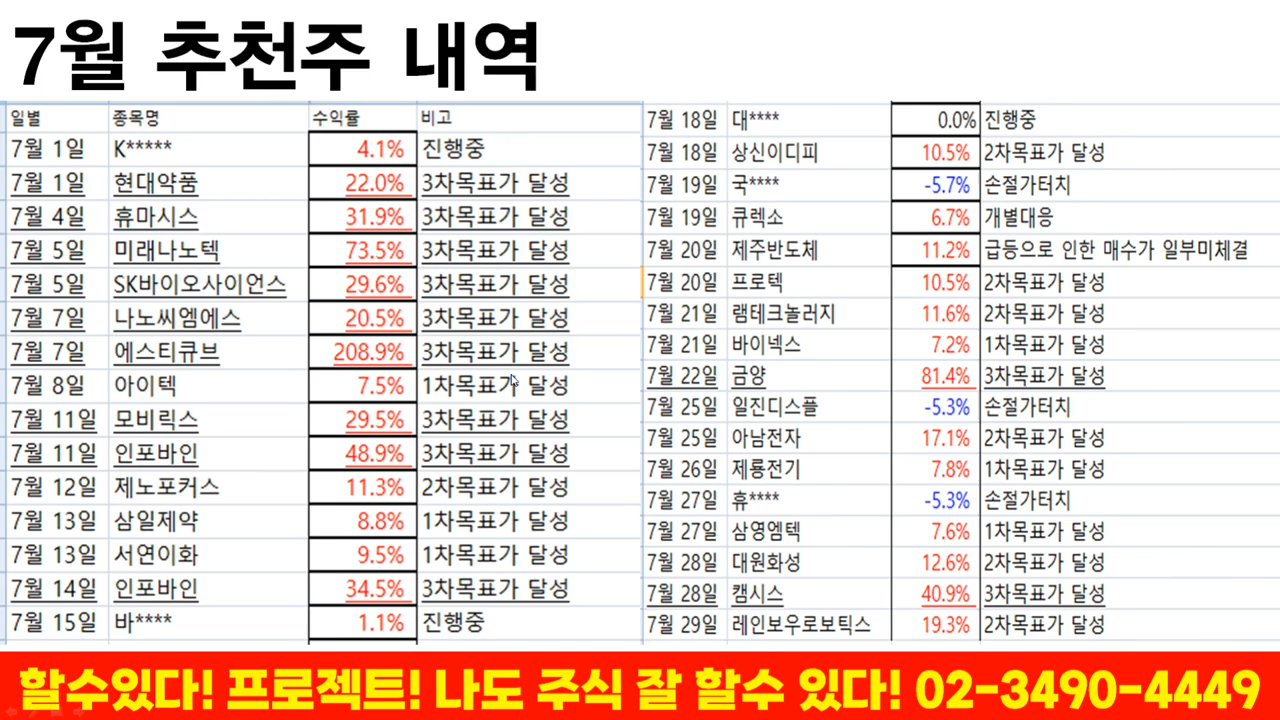 7월 추천주 내역
일별 종목명 수익률 비고
7월 1일 K***** 4.1% 진행중
7월 1일 현대약품 22.0% 3차목표가 달성
7월 4일 휴마시스 31.9% 3차목표가 달성
7월 5일 미래나노텍 73.5% 3차목표가 달성
7월 5일 SK바이오사이언스 29.6% 3차목표가 달성
7월 7일 나노씨엠에스 20.5% 3차목표가 달성
7월 7일 에스티큐브 208.9% 3차목표가 달성
7월 8일 아이텍 7.5% 1차목표가 달성
7월 11일 모비릭스 29.5% 3차목표가 달성
7월 11일 인포바인 48.9% 3차목표가 달성
7월 12일 제노포커스 11.3% 2차목표가 달성
7월 13일 삼일제약 8.8% 1차목표가 달성
7월 13일 서연이화 9.5% 1차목표가 달성
7월 14일 인포바인 34.5% 3차목표가 달성
7월 15일 바**** 1.1% 진행중
7월 18일 대**** 0.0% 진행중
7월 18일 상신이디피 10.5% 2차목표가 달성
7월 19일 국**** -5.7% 손절가터치
7월 19일 큐렉소 6.7% 개별대응
7월 20일 제주반도체 11.2% 급등으로 인한 매수가 일부미체결
7월 20일 프로텍 10.5% 2차목표가 달성
7월 21일 램테크놀러지 11.6% 2차목표가 달성
7월 21일 바이넥스 7.2% 1차목표가 달성
7월 22일 금양 81.4% 3차목표가 달성
7월 25일 일진디스플 -5.3% 손절가터치
7월 25일 아남전자 17.1% 2차목표가 달성
7월 26일 제룡전기 7.8% 1차목표가 달성
7월 27일 휴**** -5.3% 손절가터치
7월 27일 삼영엠텍 7.6% 1차목표가 달성
7월 28일 대원화성 12.6% 2차목표가 달성
7월 28일 캠시스 40.9% 3차목표가 달성
7월 29일 레인보우로보틱스 19.3% 2차목표가 달성
할수있다! 프로젝트! 나도 주식 잘 할수 있다! 02-3490-4449